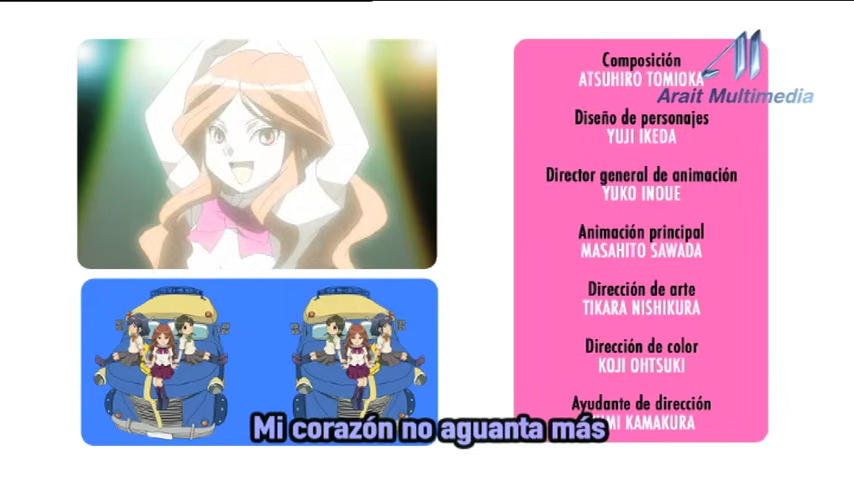 Composición
ATSUHIRO TOMIOKA
Arait Multimedia
Diseño de personajes
YUJI IKEDA
Director general de animación
YUKO INOUE
Animación principal
MASAHITO SAWADA
Dirección de arte
TIKARA NISHIKURA
Dirección de color
KOJI OHTSUKI
Ayudante de dirección
KAMAKURA
Mi corazón no aguanta más